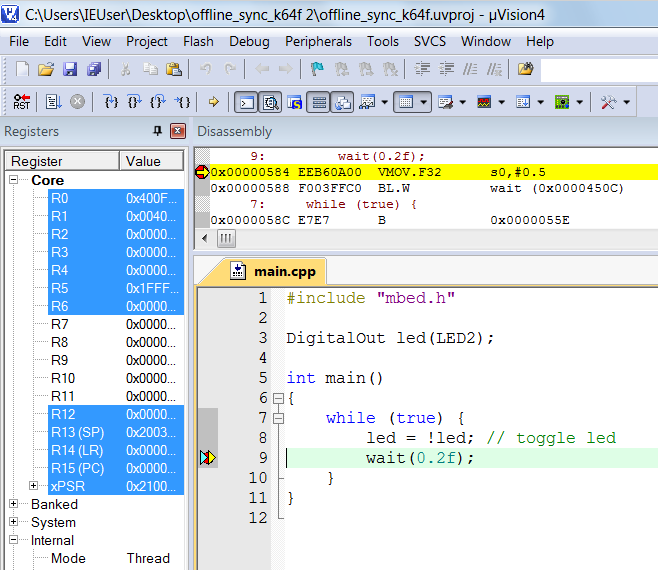 C:\Users\IEUser\Desktop\offline_sync_k64f 2\offline_sync_k64f.uvproj - µVision4
File Edit View Project Flash Debug Peripherals Tools SVCS Window Help
RST
Registers
Register Value
Core
R0 0x400F...
R1 0x0040...
R2 0x0000...
R3 0x0000...
R4 0x0000...
R5 0x1FFF...
R6 0x0000...
R7 0x0000...
R8 0x0000...
R9 0x0000...
R10 0x0000...
R11 0x0000...
R12 0x0000...
R13 (SP) 0x2003...
R14 (LR) 0x0000...
R15 (PC) 0x0000...
xPSR 0x2100...
Banked
System
Internal
Mode Thread
Disassembly
9: wait(0.2f);
0x00000584 EEB60A00 VMOV.F32 s0,#0.5
0x00000588 F003FFC0 BL.W wait (0x0000450C)
7: while (true) {
0x0000058C E7E7 B 0x0000055E
main.cpp
1 #include "mbed.h"
2
3 DigitalOut led(LED2);
4
5 int main()
6 {
7 while (true) {
8 led = !led; // toggle led
9 wait(0.2f);
10 }
11 }
12